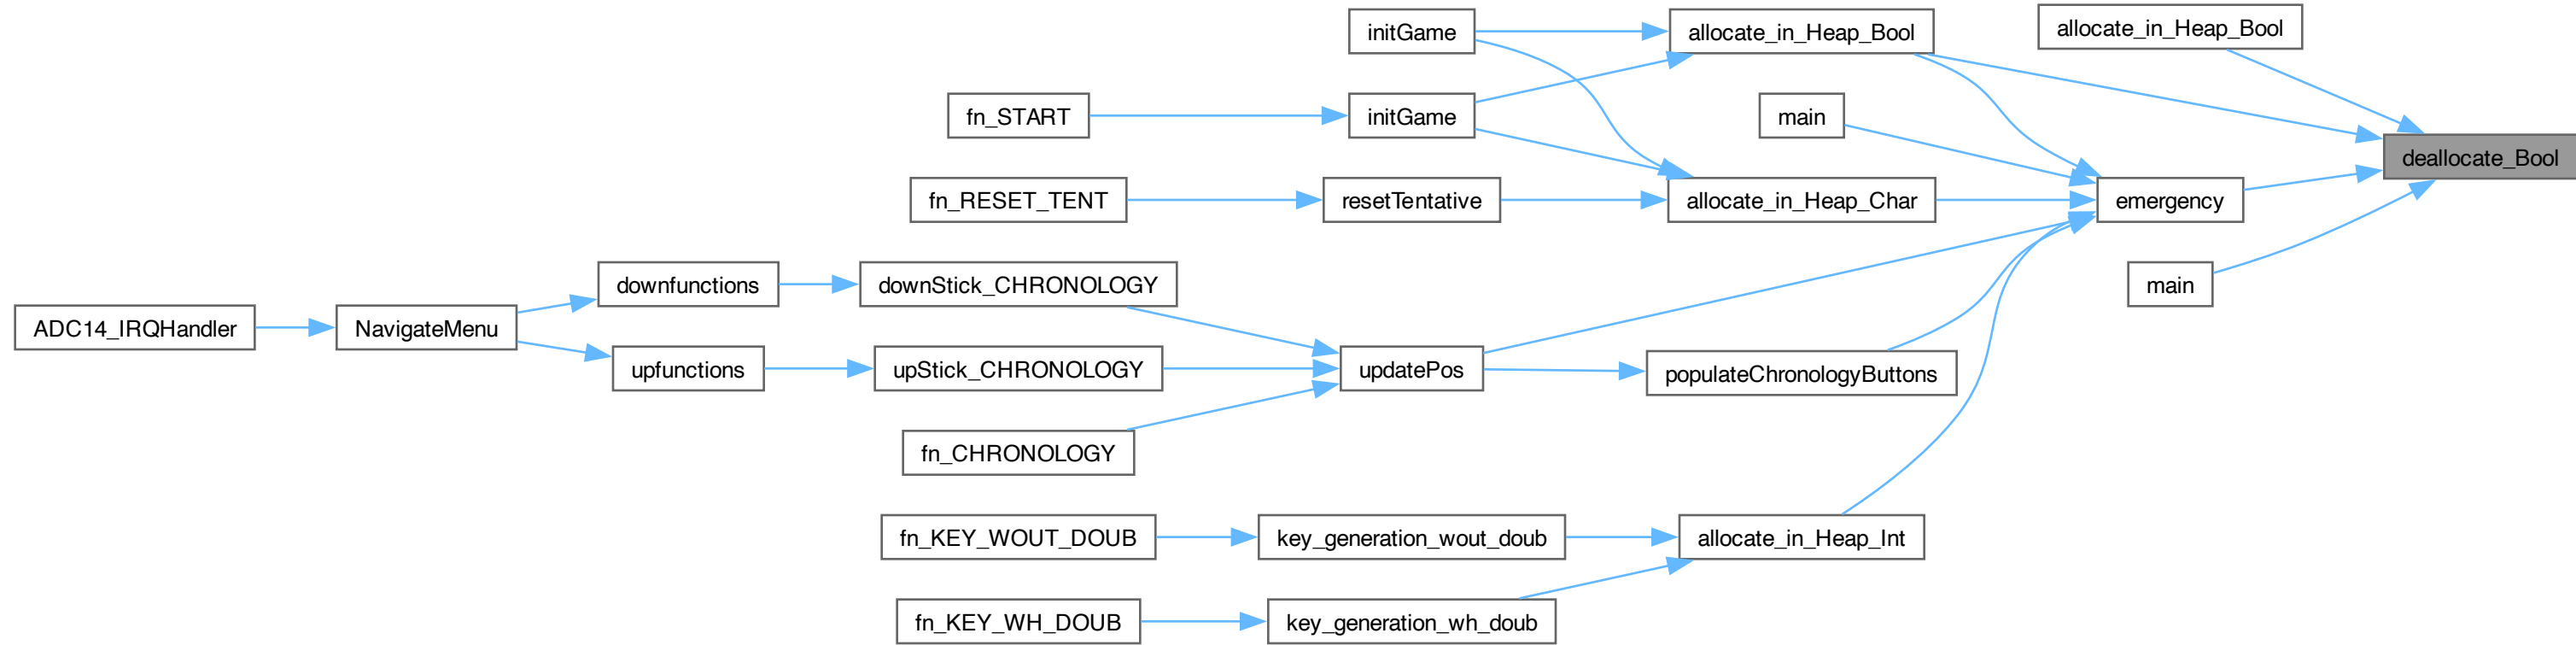 initGame
allocate_in_Heap_Bool
allocate_in_Heap_Bool
fn_START
initGame
main
deallocate_Bool
fn_RESET_TENT
resetTentative
allocate_in_Heap_Char
emergency
downfunctions
downStick_CHRONOLOGY
main
ADC14_IRQHandler
NavigateMenu
upfunctions
upStick_CHRONOLOGY
updatePos
populateChronologyButtons
fn_CHRONOLOGY
fn_KEY_WOUT_DOUB
key_generation_wout_doub
allocate_in_Heap_Int
fn_KEY_WH_DOUB
key_generation_wh_doub